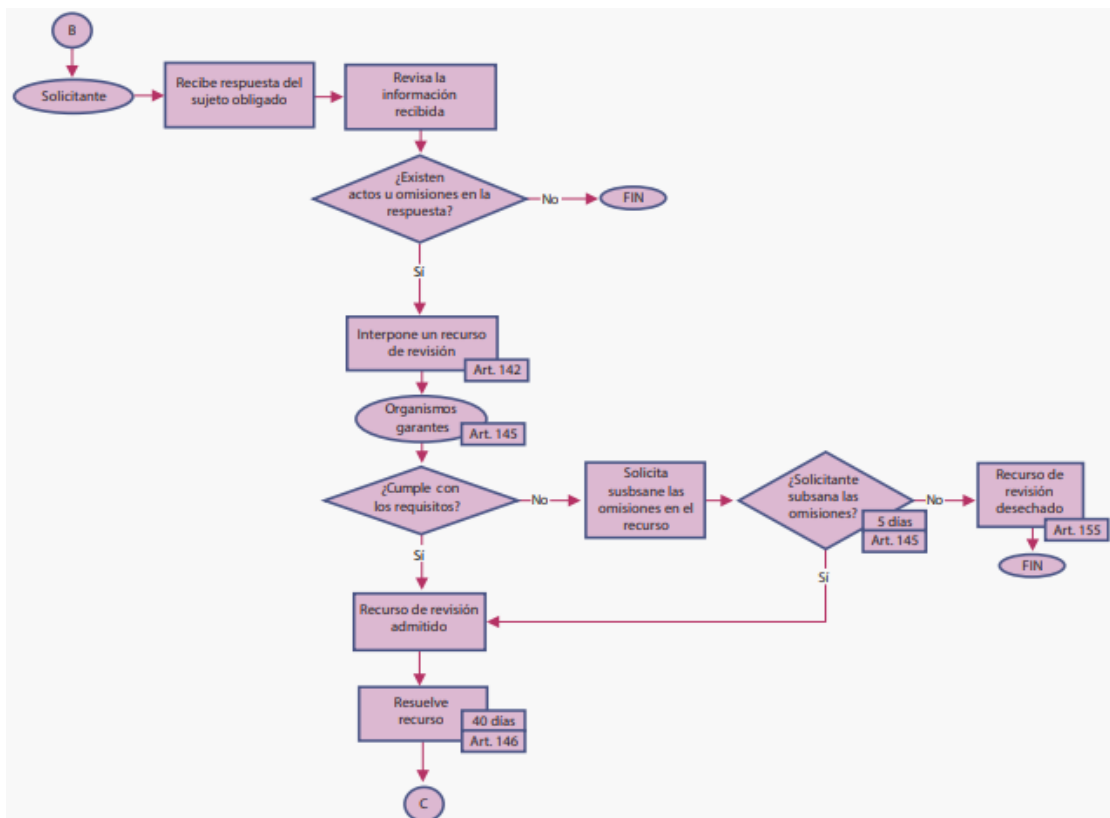 B
Solicitante
Recibe respuesta del
sujeto obligado
Revisa la
información
recibida
¿Existen
actos u omisiones en la
respuesta?
No
FIN
Sí
Interpone un recurso
de revisión
Art. 142
Organismos
garantes
Art. 145
¿Cumple con
los requisitos?
No
Solicita
susbsane las
omisiones en el
recurso
¿Solicitante
subsana las
omisiones?
5 días
Art. 145
No
Recurso de
revisión
desechado
Art. 155
FIN
Sí
Sí
Recurso de revisión
admitido
Resuelve
recurso
40 días
Art. 146
C